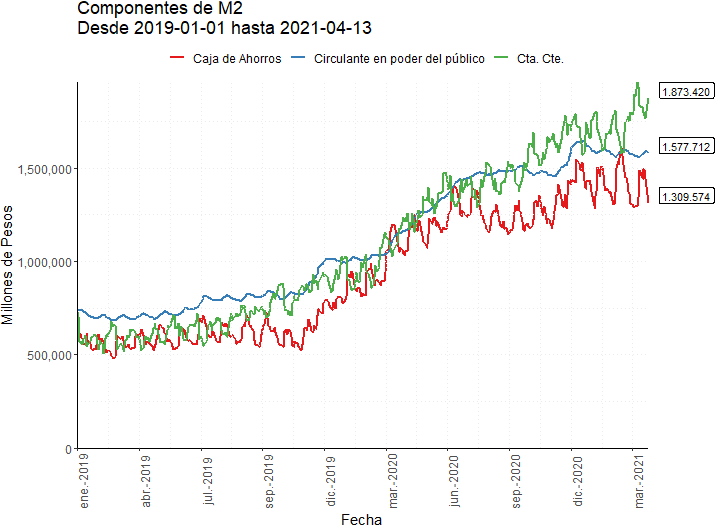 Componentes de M2
Desde 2019-01-01 hasta 2021-04-13
Caja de Ahorros Circulante en poder del público Cta. Cte.
1.873.420
1.577.712
1.309.574
1,500,000
1,000,000
500,000
0
Millones de Pesos
ene.-2019
abr.-2019
jul.-2019
sep.-2019
dic.-2019
mar.-2020
jun.-2020
sep.-2020
dic.-2020
mar.-2021
Fecha